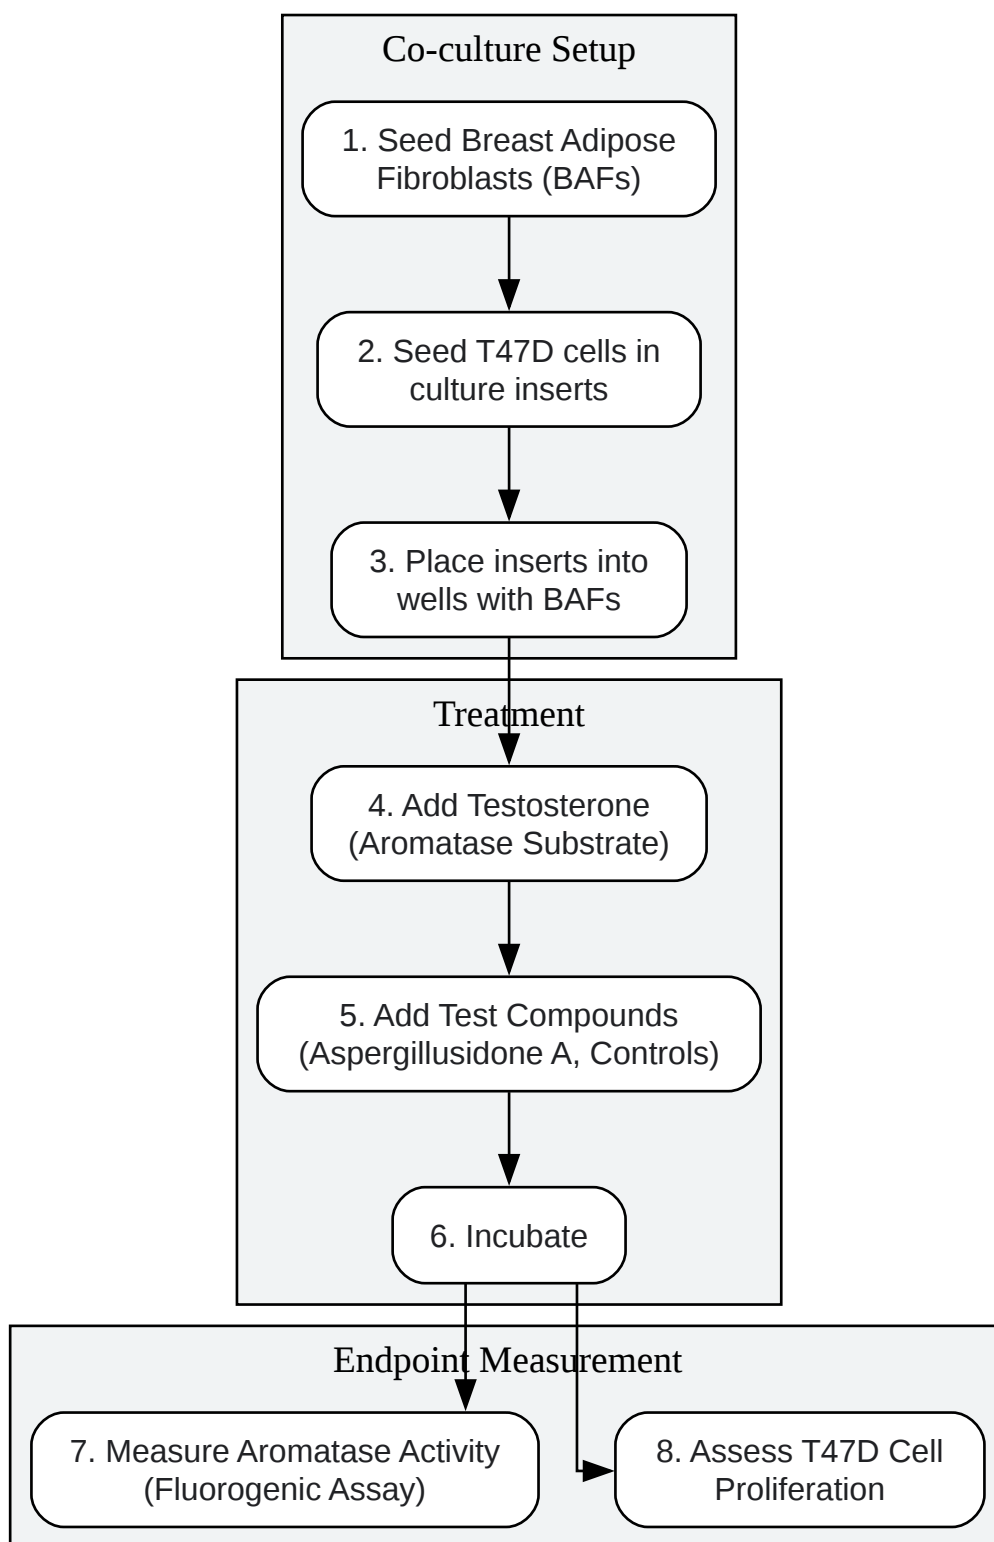 Co-culture Setup
1. Seed Breast Adipose
Fibroblasts (BAFs)
2. Seed T47D cells in
culture inserts
3. Place inserts into
wells with BAFs
Treatment
4. Add Testosterone
(Aromatase Substrate)
5. Add Test Compounds
(Aspergillusidone A, Controls)
6. Incubate
Endpoint Measurement
7. Measure Aromatase Activity
(Fluorogenic Assay)
8. Assess T47D Cell
Proliferation